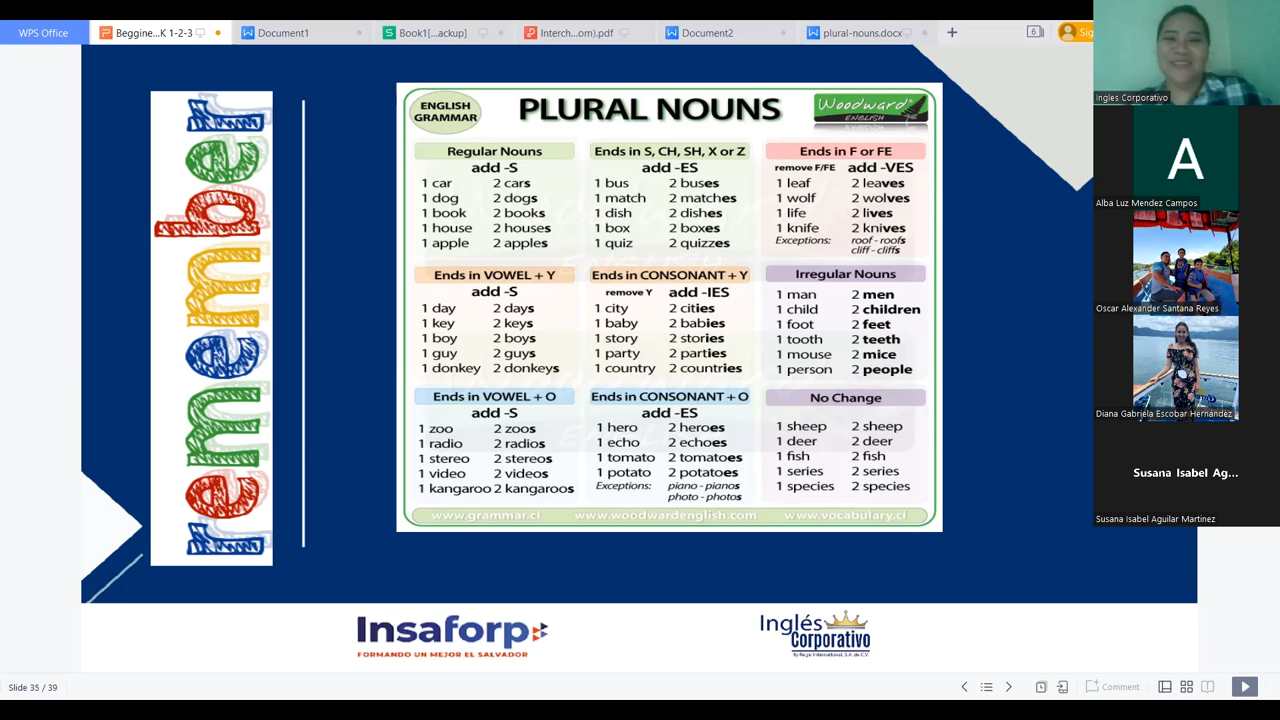 WPS Office
Beggine...K 1-2-3
Document1
Book1[...ackup]
Interch...om).pdf
Document2
plural-nouns.docx
6
Sig
remember
ENGLISH
GRAMMAR
PLURAL NOUNS
Woodward
ENGLISH
Regular Nouns
add -S
1 car 2 cars
1 dog 2 dogs
1 book 2 books
1 house 2 houses
1 apple 2 apples
Ends in S, CH, SH, X or Z
add -ES
1 bus 2 buses
1 match 2 matches
1 dish 2 dishes
1 box 2 boxes
1 quiz 2 quizzes
Ends in F or FE
remove F/FE add -VES
1 leaf 2 leaves
1 wolf 2 wolves
1 life 2 lives
1 knife 2 knives
Exceptions: roof - roofs
cliff - cliffs
Ends in VOWEL + Y
add -S
1 day 2 days
1 key 2 keys
1 boy 2 boys
1 guy 2 guys
1 donkey 2 donkeys
Ends in CONSONANT + Y
remove Y add -IES
1 city 2 cities
1 baby 2 babies
1 story 2 stories
1 party 2 parties
1 country 2 countries
Irregular Nouns
1 man 2 men
1 child 2 children
1 foot 2 feet
1 tooth 2 teeth
1 mouse 2 mice
1 person 2 people
Ends in VOWEL + O
add -S
1 zoo 2 zoos
1 radio 2 radios
1 stereo 2 stereos
1 video 2 videos
1 kangaroo 2 kangaroos
Ends in CONSONANT + O
add -ES
1 hero 2 heroes
1 echo 2 echoes
1 tomato 2 tomatoes
1 potato 2 potatoes
Exceptions: piano - pianos
photo - photos
No Change
1 sheep 2 sheep
1 deer 2 deer
1 fish 2 fish
1 series 2 series
1 species 2 species
www.grammar.cl www.woodwardenglish.com www.vocabulary.cl
Insaforp
FORMANDO UN MEJOR EL SALVADOR
Inglés
Corporativo
By Regar International, S.A. de C.V.
Slide 35 / 39
Comment
Ingles Corporativo
A
Alba Luz Mendez Campos
Oscar Alexander Santana Reyes
Diana Gabriela Escobar Hernández
Susana Isabel Ag...
Susana Isabel Aguilar Martinez